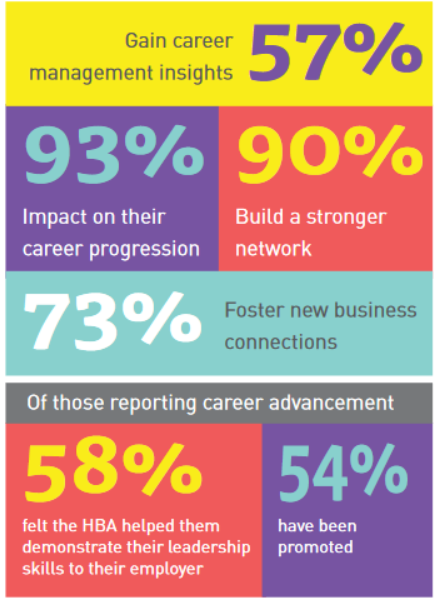 Gain career
management insights
57%
93%
Impact on their
career progression
90%
Build a stronger
network
73%
Foster new business
connections
Of those reporting career advancement
58%
felt the HBA helped them
demonstrate their leadership
skills to their employer
54%
have been
promoted